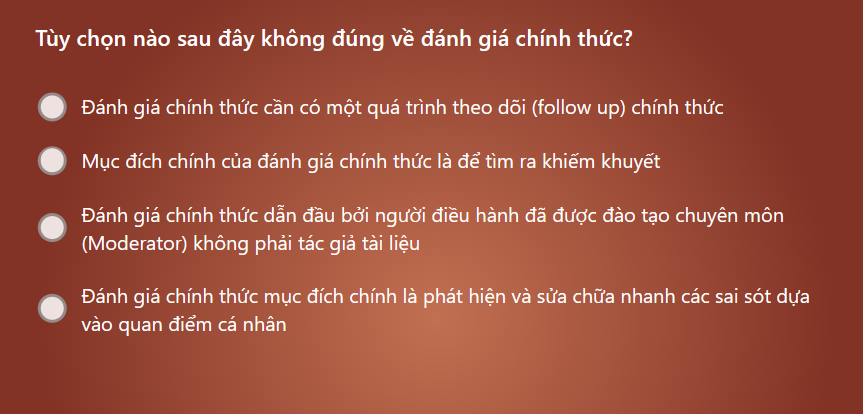 Tùy chọn nào sau đây không đúng về đánh giá chính thức?
Đánh giá chính thức cần có một quá trình theo dõi (follow up) chính thức
Mục đích chính của đánh giá chính thức là để tìm ra khiếm khuyết
Đánh giá chính thức dẫn đầu bởi người điều hành đã được đào tạo chuyên môn
(Moderator) không phải tác giả tài liệu
Đánh giá chính thức mục đích chính là phát hiện và sửa chữa nhanh các sai sót dựa
vào quan điểm cá nhân